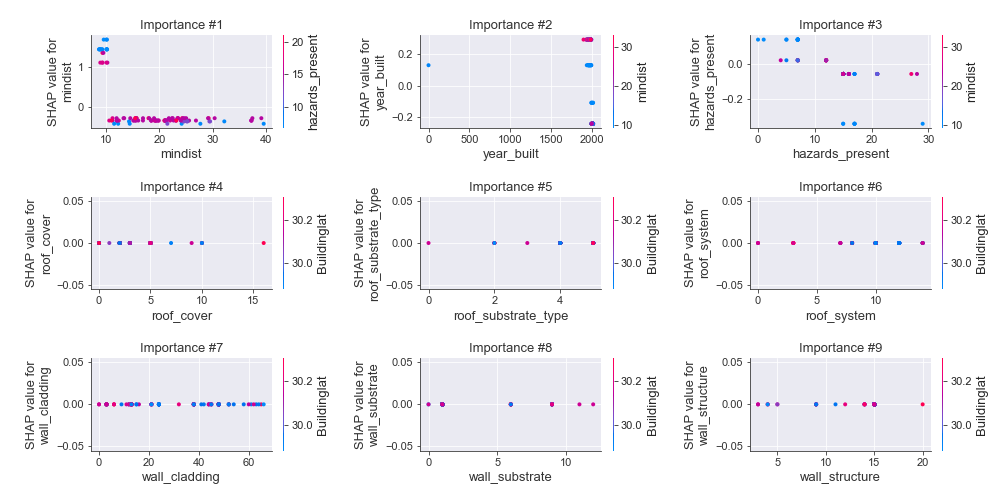 Importance #1
SHAP value for
mindist
1
0
10
20
30
40
mindist
20
15
10
hazards_present
Importance #2
SHAP value for
year_built
0.2
0.0
−0.2
0
500
1000
1500
2000
year_built
30
20
10
mindist
Importance #3
SHAP value for
hazards_present
0.0
−0.2
0
10
20
30
hazards_present
30
20
10
mindist
Importance #4
SHAP value for
roof_cover
0.05
0.00
−0.05
0
5
10
15
roof_cover
30.2
30.0
Buildinglat
Importance #5
SHAP value for
roof_substrate_type
0.05
0.00
−0.05
0
2
4
roof_substrate_type
30.2
30.0
Buildinglat
Importance #6
SHAP value for
roof_system
0.05
0.00
−0.05
0
5
10
roof_system
30.2
30.0
Buildinglat
Importance #7
SHAP value for
wall_cladding
0.05
0.00
−0.05
0
20
40
60
wall_cladding
30.2
30.0
Buildinglat
Importance #8
SHAP value for
wall_substrate
0.05
0.00
−0.05
0
5
10
wall_substrate
30.2
30.0
Buildinglat
Importance #9
SHAP value for
wall_structure
0.05
0.00
−0.05
5
10
15
20
wall_structure
30.2
30.0
Buildinglat